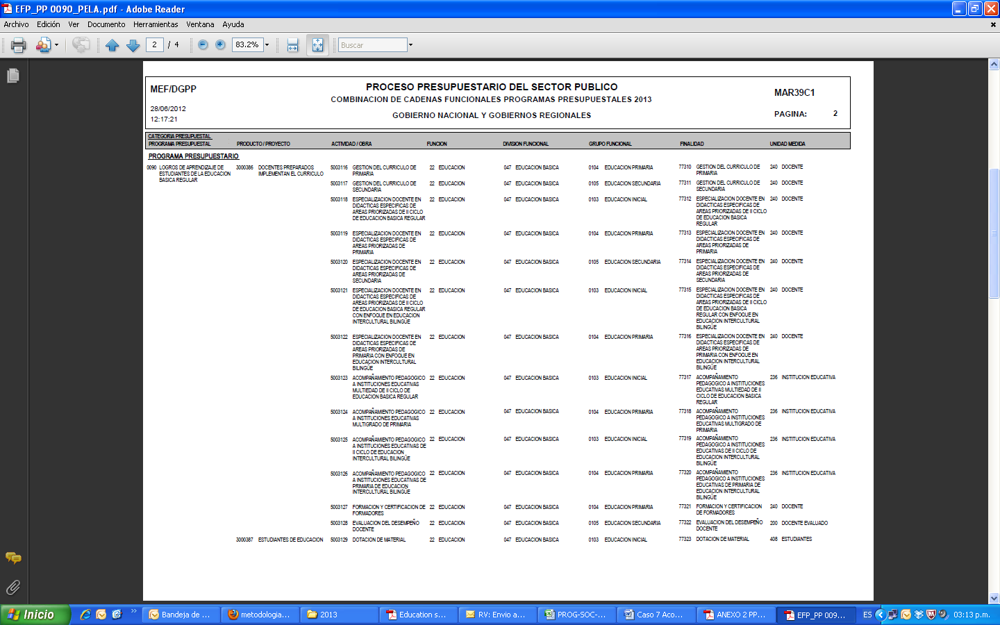 EFP_PP 0090_PELA.pdf - Adobe Reader
Archivo Edición Ver Documento Herramientas Ventana Ayuda
2 / 4 83.2% Buscar
MEF/DGPP
PROCESO PRESUPUESTARIO DEL SECTOR PUBLICO
MAR39C1
COMBINACION DE CADENAS FUNCIONALES PROGRAMAS PRESUPUESTALES 2013
28/06/2012
GOBIERNO NACIONAL Y GOBIERNOS REGIONALES
PAGINA: 2
12:17:21
CATEGORIA PRESUPUESTAL
PROGRAMA PRESUPUESTAL PRODUCTO / PROYECTO ACTIVIDAD / OBRA FUNCION DIVISION FUNCIONAL GRUPO FUNCIONAL FINALIDAD UNIDAD MEDIDA
PROGRAMA PRESUPUESTARIO
0090 LOGROS DE APRENDIZAJE DE 3000386 DOCENTES PREPARADOS 5003116 GESTION DEL CURRICULO DE 22 EDUCACION 047 EDUCACION BASICA 0104 EDUCACION PRIMARIA 77310 GESTION DEL CURRICULO DE 240 DOCENTE
ESTUDIANTES DE LA EDUCACION IMPLEMENTAN EL CURRICULO PRIMARIA PRIMARIA
BASICA REGULAR
5003117 GESTION DEL CURRICULO DE 22 EDUCACION 047 EDUCACION BASICA 0105 EDUCACION SECUNDARIA 77311 GESTION DEL CURRICULO DE 240 DOCENTE
SECUNDARIA SECUNDARIA
5003118 ESPECIALIZACION DOCENTE EN 22 EDUCACION 047 EDUCACION BASICA 0103 EDUCACION INICIAL 77312 ESPECIALIZACION DOCENTE EN 240 DOCENTE
DIDACTICAS ESPECIFICAS DE DIDACTICAS ESPECIFICAS DE
AREAS PRIORIZADAS DE II CICLO AREAS PRIORIZADAS DE II CICLO
DE EDUCACION BASICA REGULAR DE EDUCACION BASICA
REGULAR
5003119 ESPECIALIZACION DOCENTE EN 22 EDUCACION 047 EDUCACION BASICA 0104 EDUCACION PRIMARIA 77313 ESPECIALIZACION DOCENTE EN 240 DOCENTE
DIDACTICAS ESPECIFICAS DE DIDACTICAS ESPECIFICAS DE
AREAS PRIORIZADAS DE AREAS PRIORIZADAS DE
PRIMARIA PRIMARIA
5003120 ESPECIALIZACION DOCENTE EN 22 EDUCACION 047 EDUCACION BASICA 0105 EDUCACION SECUNDARIA 77314 ESPECIALIZACION DOCENTE EN 240 DOCENTE
DIDACTICAS ESPECIFICAS DE DIDACTICAS ESPECIFICAS DE
AREAS PRIORIZADAS DE AREAS PRIORIZADAS DE
SECUNDARIA SECUNDARIA
5003121 ESPECIALIZACION DOCENTE EN 22 EDUCACION 047 EDUCACION BASICA 0103 EDUCACION INICIAL 77315 ESPECIALIZACION DOCENTE EN 240 DOCENTE
DIDACTICAS ESPECIFICAS DE DIDACTICAS ESPECIFICAS DE
AREAS PRIORIZADAS DE II CICLO AREAS PRIORIZADAS DE II CICLO
DE EDUCACION BASICA REGULAR DE EDUCACION BASICA
CON ENFOQUE EN EDUCACION REGULAR CON ENFOQUE EN
INTERCULTURAL BILINGÜE EDUCACION INTERCULTURAL
BILINGÜE
5003122 ESPECIALIZACION DOCENTE EN 22 EDUCACION 047 EDUCACION BASICA 0104 EDUCACION PRIMARIA 77316 ESPECIALIZACION DOCENTE EN 240 DOCENTE
DIDACTICAS ESPECIFICAS DE DIDACTICAS ESPECIFICAS DE
AREAS PRIORIZADAS DE AREAS PRIORIZADAS DE
PRIMARIA CON ENFOQUE EN PRIMARIA CON ENFOQUE EN
EDUCACION INTERCULTURAL EDUCACION INTERCULTURAL
BILINGÜE BILINGÜE
5003123 ACOMPAÑAMIENTO PEDAGOGICO 22 EDUCACION 047 EDUCACION BASICA 0103 EDUCACION INICIAL 77317 ACOMPAÑAMIENTO 236 INSTITUCION EDUCATIVA
A INSTITUCIONES EDUCATIVAS PEDAGOGICO A INSTITUCIONES
MULTIEDAD DE II CICLO DE EDUCATIVAS MULTIEDAD DE II
EDUCACION BASICA REGULAR CICLO DE EDUCACION BASICA
REGULAR
5003124 ACOMPAÑAMIENTO PEDAGOGICO 22 EDUCACION 047 EDUCACION BASICA 0104 EDUCACION PRIMARIA 77318 ACOMPAÑAMIENTO 236 INSTITUCION EDUCATIVA
A INSTITUCIONES EDUCATIVAS PEDAGOGICO A INSTITUCIONES
MULTIGRADO DE PRIMARIA EDUCATIVAS MULTIGRADO DE
PRIMARIA
5003125 ACOMPAÑAMIENTO PEDAGOGICO 22 EDUCACION 047 EDUCACION BASICA 0103 EDUCACION INICIAL 77319 ACOMPAÑAMIENTO 236 INSTITUCION EDUCATIVA
A INSTITUCIONES EDUCATIVAS DE PEDAGOGICO A INSTITUCIONES
II CICLO DE EDUCACION EDUCATIVAS DE II CICLO DE
INTERCULTURAL BILINGÜE EDUCACION INTERCULTURAL
BILINGÜE
5003126 ACOMPAÑAMIENTO PEDAGOGICO 22 EDUCACION 047 EDUCACION BASICA 0104 EDUCACION PRIMARIA 77320 ACOMPAÑAMIENTO 236 INSTITUCION EDUCATIVA
A INSTITUCIONES EDUCATIVAS DE PEDAGOGICO A INSTITUCIONES
PRIMARIA DE EDUCACION EDUCATIVAS DE PRIMARIA DE
INTERCULTURAL BILINGÜE EDUCACION INTERCULTURAL
BILINGÜE
5003127 FORMACION Y CERTIFICACION DE 22 EDUCACION 047 EDUCACION BASICA 0104 EDUCACION PRIMARIA 77321 FORMACION Y CERTIFICACION 240 DOCENTE
FORMADORES DE FORMADORES
5003128 EVALUACION DEL DESEMPEÑO 22 EDUCACION 047 EDUCACION BASICA 0105 EDUCACION SECUNDARIA 77322 EVALUACION DEL DESEMPEÑO 200 DOCENTE EVALUADO
DOCENTE DOCENTE
3000387 ESTUDIANTES DE EDUCACION 5003129 DOTACION DE MATERIAL 22 EDUCACION 047 EDUCACION BASICA 0103 EDUCACION INICIAL 77323 DOTACION DE MATERIAL 408 ESTUDIANTES
Inicio Bandeja de ... metodologia... 2013 Education s... RV: Envio a... PROG-SOC-... Caso 7 Aco... ANEXO 2 PP... EFP_PP 009... ES 03:13 p.m.